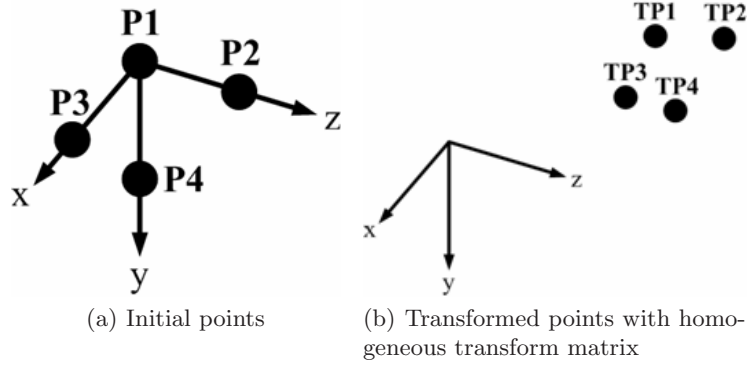 P1
P2
P3
z
P4
x
y
TP1
TP2
TP3
TP4
z
x
y
(a) Initial points
(b) Transformed points with homo-
geneous transform matrix